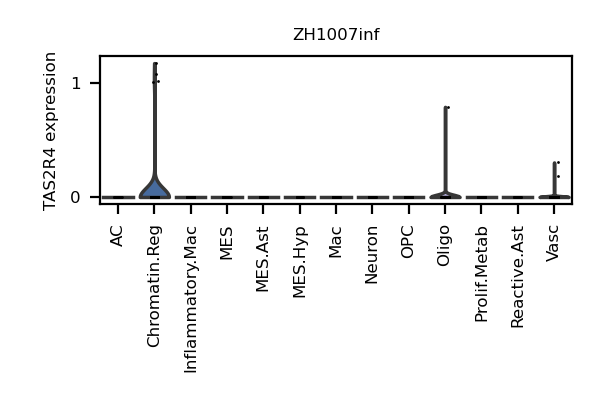 ZH1007inf
TAS2R4 expression
1
0
AC
Chromatin.Reg
Inflammatory.Mac
MES
MES.Ast
MES.Hyp
Mac
Neuron
OPC
Oligo
Prolif.Metab
Reactive.Ast
Vasc